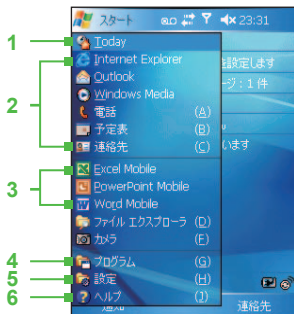 スタート 23:31
1 Today
Internet Explorer
設定します
Outlook
2 Windows Media
ージ：1 件
電話 (A)
予定表 (B)
連絡先 (C)
います
Excel Mobile
3 PowerPoint Mobile
Word Mobile
ファイル エクスプローラ (D)
カメラ (F)
4 プログラム (G)
5 設定 (H)
6 ヘルプ (J)
通知 連絡先